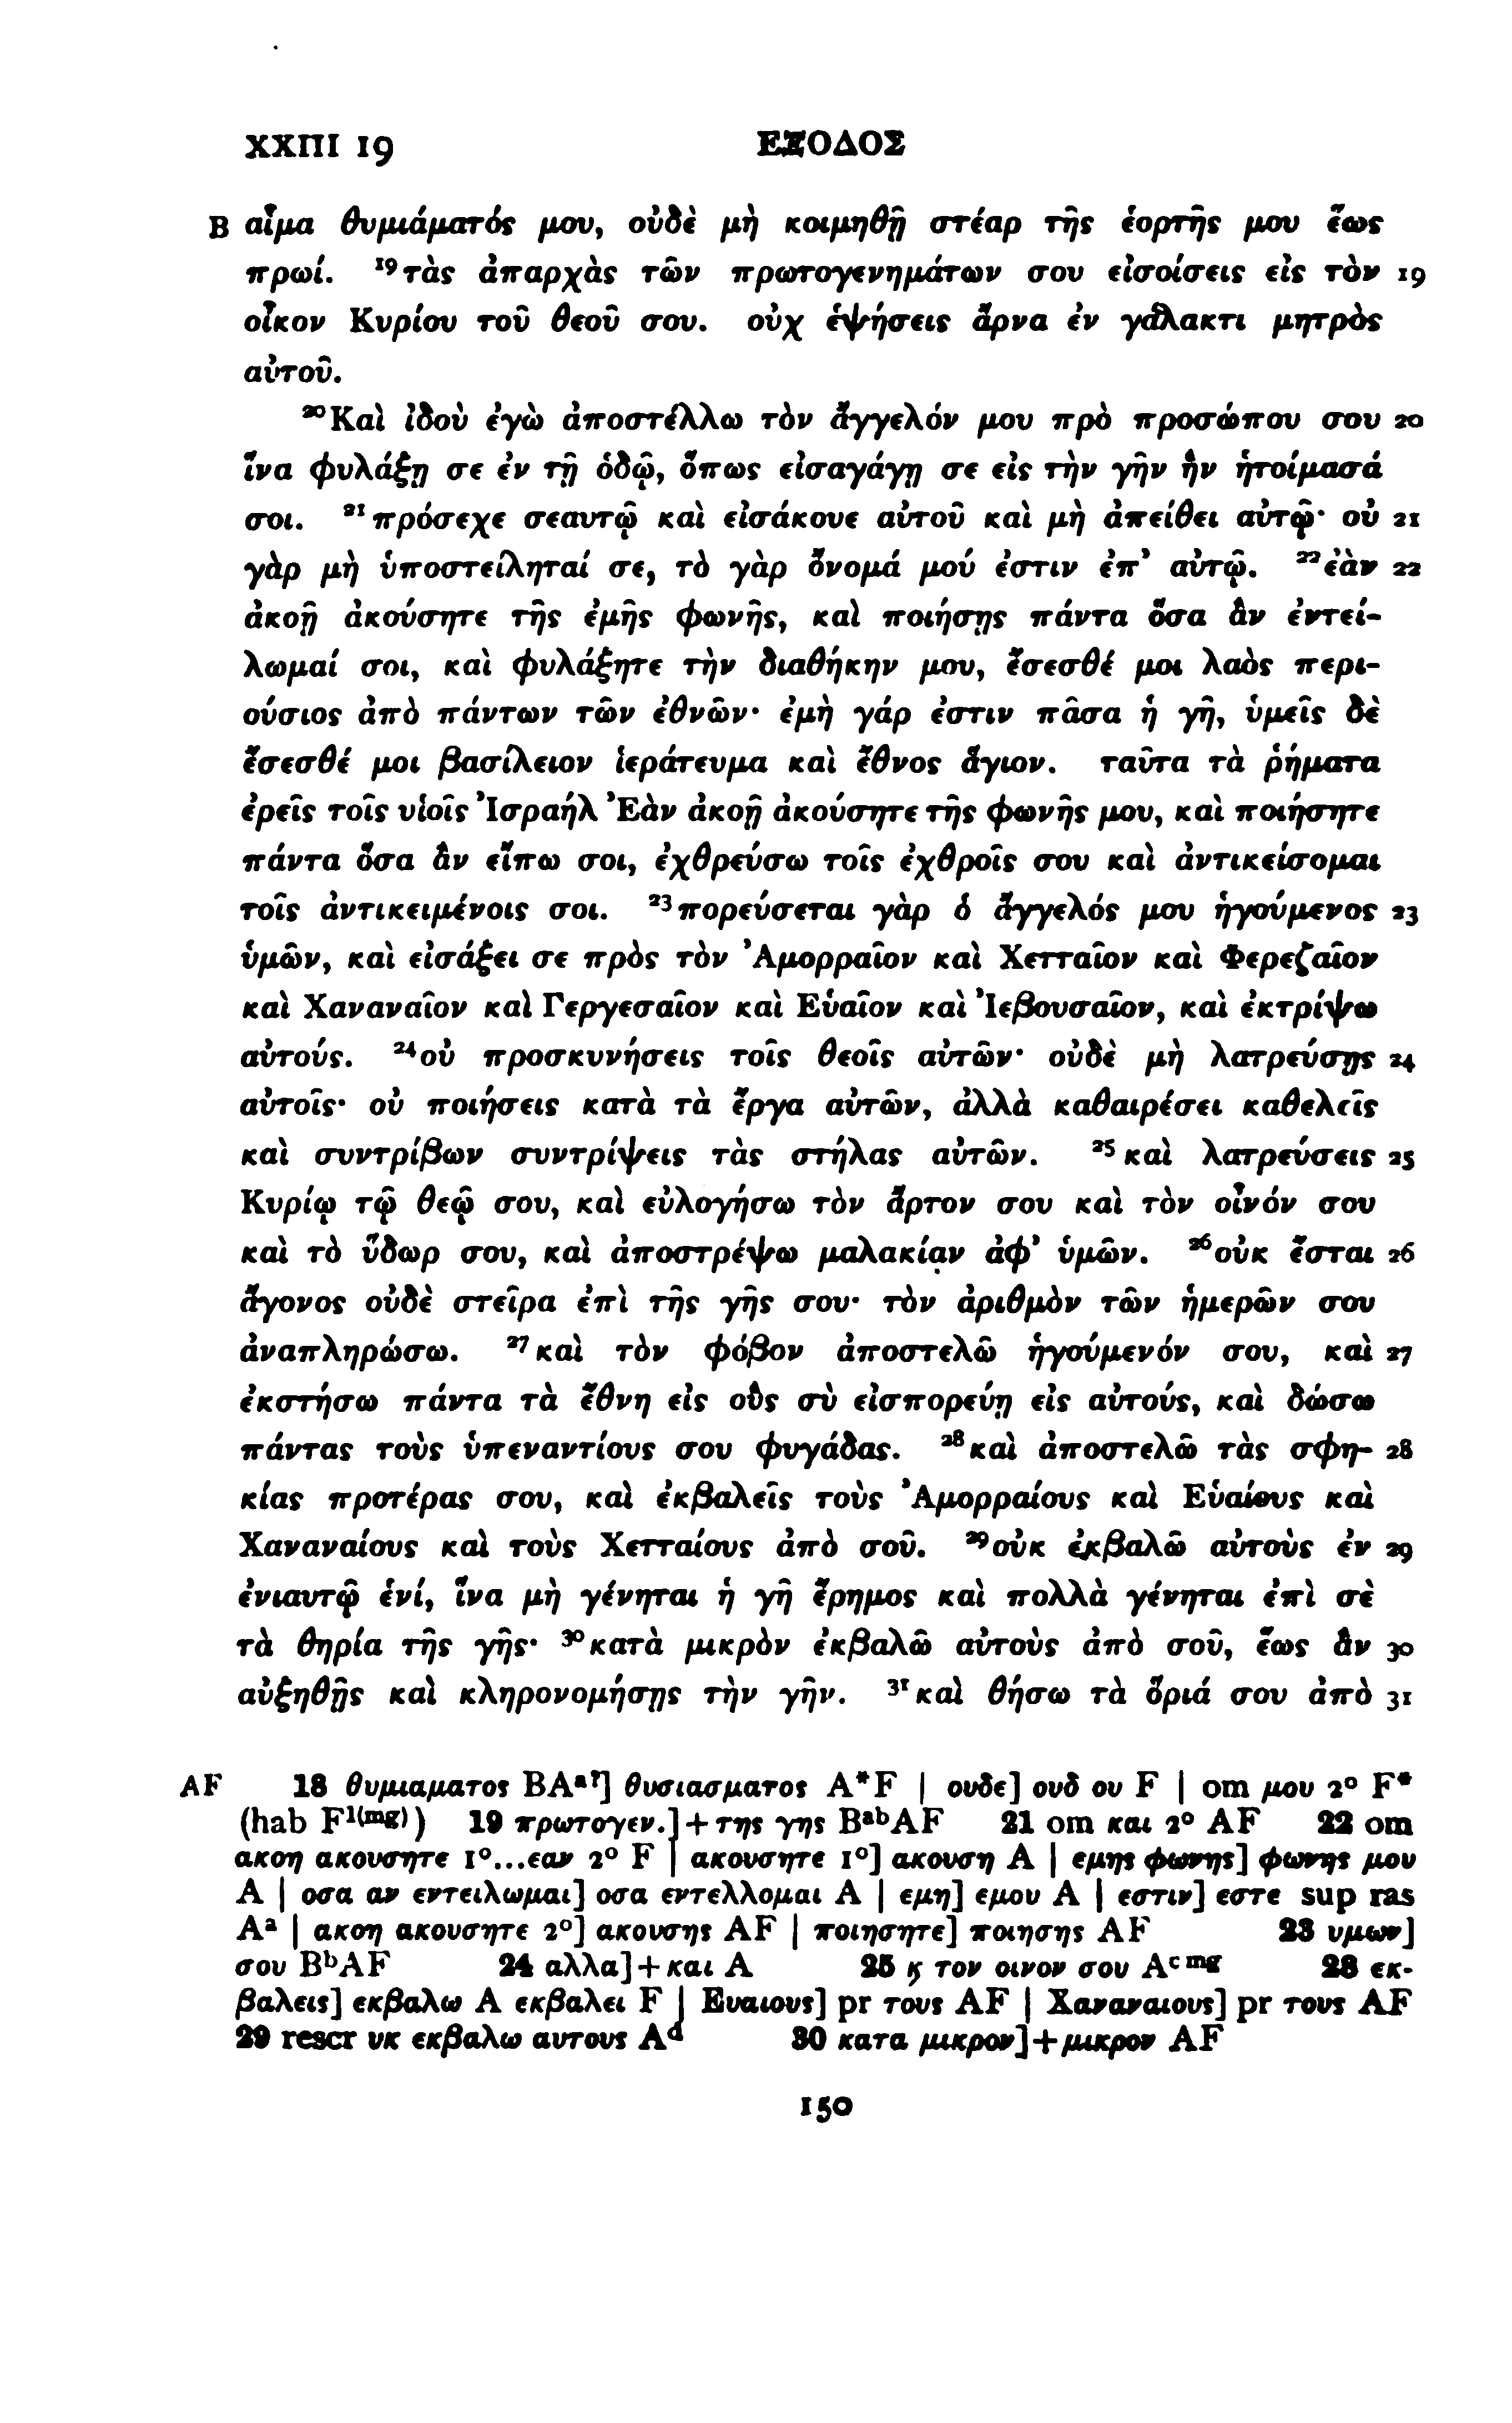 XXIII 19 ΕΞΟΔΟΣ
B αἷμα θυμιάματός μου, οὐδὲ μὴ κοιμηθῇ στέαρ τῆς ἑορτῆς μου ἕως
πρωί. ¹⁹τὰς ἀπαρχὰς τῶν πρωτογενημάτων σου εἰσοίσεις εἰς τὸν 19
οἶκον Κυρίου τοῦ θεοῦ σου. οὐχ ἑψήσεις ἄρνα ἐν γάλακτι μητρὸς
αὐτοῦ.
²⁰Καὶ ἰδοὺ ἐγὼ ἀποστέλλω τὸν ἄγγελόν μου πρὸ προσώπου σου 20
ἵνα φυλάξῃ σε ἐν τῇ ὁδῷ, ὅπως εἰσαγάγῃ σε εἰς τὴν γῆν ἣν ἡτοίμασά
σοι. ²¹πρόσεχε σεαυτῷ καὶ εἰσάκουε αὐτοῦ καὶ μὴ ἀπείθει αὐτῷ· οὐ 21
γὰρ μὴ ὑποστείληταί σε, τὸ γὰρ ὄνομά μού ἐστιν ἐπ’ αὐτῷ. ²²ἐὰν 22
ἀκοῇ ἀκούσητε τῆς ἐμῆς φωνῆς, καὶ ποιήσῃς πάντα ὅσα ἂν ἐντεί-
λωμαί σοι, καὶ φυλάξητε τὴν διαθήκην μου, ἔσεσθέ μοι λαὸς περι-
ούσιος ἀπὸ πάντων τῶν ἐθνῶν· ἐμὴ γάρ ἐστιν πᾶσα ἡ γῆ, ὑμεῖς δὲ
ἔσεσθέ μοι βασίλειον ἱεράτευμα καὶ ἔθνος ἅγιον. ταῦτα τὰ ῥήματα
ἐρεῖς τοῖς υἱοῖς Ἰσραήλ Ἐὰν ἀκοῇ ἀκούσητε τῆς φωνῆς μου, καὶ ποιήσητε
πάντα ὅσα ἂν εἴπω σοι, ἐχθρεύσω τοῖς ἐχθροῖς σου καὶ ἀντικείσομαι
τοῖς ἀντικειμένοις σοι. ²³πορεύσεται γὰρ ὁ ἄγγελός μου ἡγούμενος 23
ὑμῶν, καὶ εἰσάξει σε πρὸς τὸν Ἀμορραῖον καὶ Χετταῖον καὶ Φερεζαῖον
καὶ Χαναναῖον καὶ Γεργεσαῖον καὶ Εὑαῖον καὶ Ἰεβουσαῖον, καὶ ἐκτρίψω
αὐτούς. ²⁴οὐ προσκυνήσεις τοῖς θεοῖς αὐτῶν· οὐδὲ μὴ λατρεύσῃς 24
αὐτοῖς· οὐ ποιήσεις κατὰ τὰ ἔργα αὐτῶν, ἀλλὰ καθαιρέσει καθελεῖς
καὶ συντρίβων συντρίψεις τὰς στήλας αὐτῶν. ²⁵καὶ λατρεύσεις 25
Κυρίῳ τῷ θεῷ σου, καὶ εὐλογήσω τὸν ἄρτον σου καὶ τὸν οἶνόν σου
καὶ τὸ ὕδωρ σου, καὶ ἀποστρέψω μαλακίαν ἀφ’ ὑμῶν. ²⁶οὐκ ἔσται 26
ἄγονος οὐδὲ στεῖρα ἐπὶ τῆς γῆς σου· τὸν ἀριθμὸν τῶν ἡμερῶν σου
ἀναπληρώσω. ²⁷καὶ τὸν φόβον ἀποστελῶ ἡγούμενόν σου, καὶ 27
ἐκστήσω πάντα τὰ ἔθνη εἰς οὓς σὺ εἰσπορεύῃ εἰς αὐτούς, καὶ δώσω
πάντας τοὺς ὑπεναντίους σου φυγάδας. ²⁸καὶ ἀποστελῶ τὰς σφη- 28
κίας προτέρας σου, καὶ ἐκβαλεῖς τοὺς Ἀμορραίους καὶ Εὑαίους καὶ
Χαναναίους καὶ τοὺς Χετταίους ἀπὸ σοῦ. ²⁹οὐκ ἐκβαλῶ αὐτοὺς ἐν 29
ἐνιαυτῷ ἑνί, ἵνα μὴ γένηται ἡ γῆ ἔρημος καὶ πολλὰ γένηται ἐπὶ σὲ
τὰ θηρία τῆς γῆς· ³⁰κατὰ μικρὸν ἐκβαλῶ αὐτοὺς ἀπὸ σοῦ, ἕως ἂν 30
αὐξηθῇς καὶ κληρονομήσῃς τὴν γῆν. ³¹καὶ θήσω τὰ ὅριά σου ἀπὸ 31
AF 18 θυμιαματος BAᵃ?] θυσιασματος A*F | ουδε] ουδ ου F | om μου 2° F*
(hab F¹⁽ᵐᵍ⁾) 19 πρωτογεν.]+της γης BᵃᵇAF 21 om και 2° AF 22 om
ακοη ακουσητε 1°...εαν 2° F | ακουσητε 1°] ακουση A | εμης φωνης] φωνης μου
A | οσα αν εντειλωμαι] οσα εντελλομαι A | εμη] εμου A | εστιν] εστε sup ras
Aᵃ | ακοη ακουσητε 2°] ακουσης AF | ποιησητε] ποιησης AF 23 υμων]
σου BᵇAF 24 αλλα]+και A 25 ϗ τον οινον σου Aᶜᵐᵍ 28 εκ-
βαλεις] εκβαλω A εκβαλει F | Ευαιους] pr τους AF | Χαναναιους] pr τους AF
29 rescr υκ εκβαλω αυτους Aᵈ 30 κατα μικρον]+μικρον AF
150